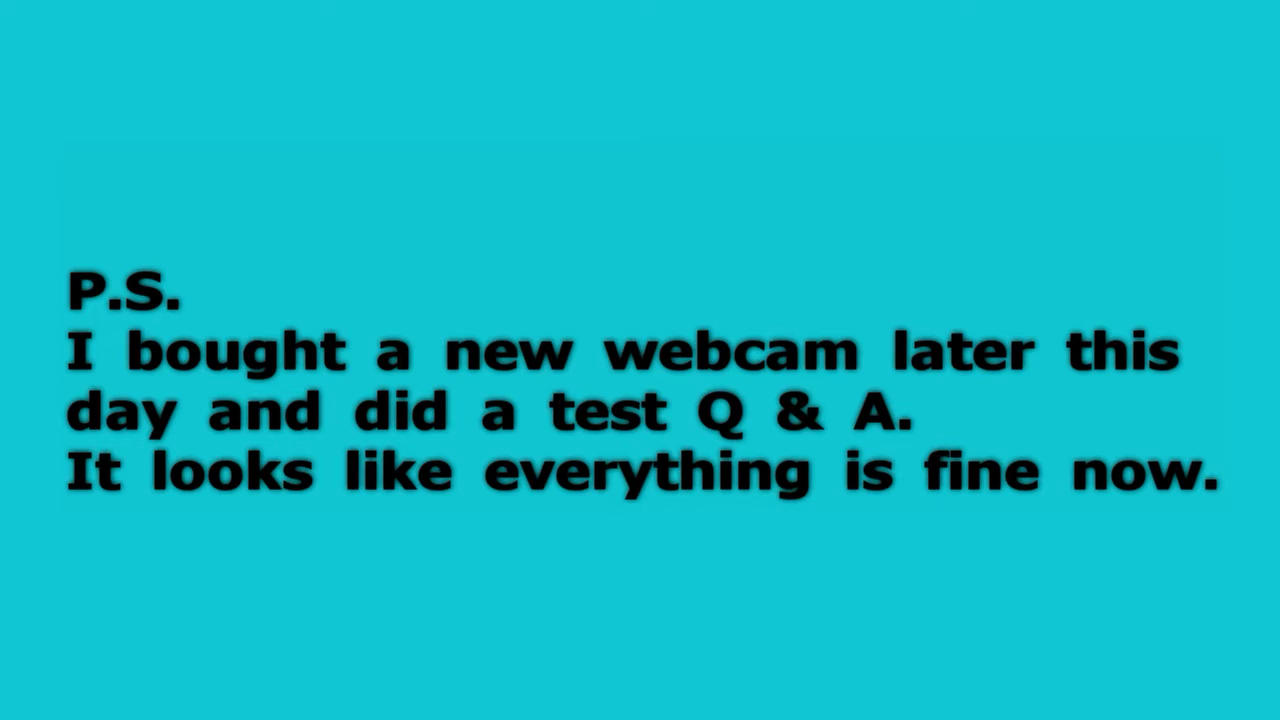 P.S.
I bought a new webcam later this
day and did a test Q & A.
It looks like everything is fine now.